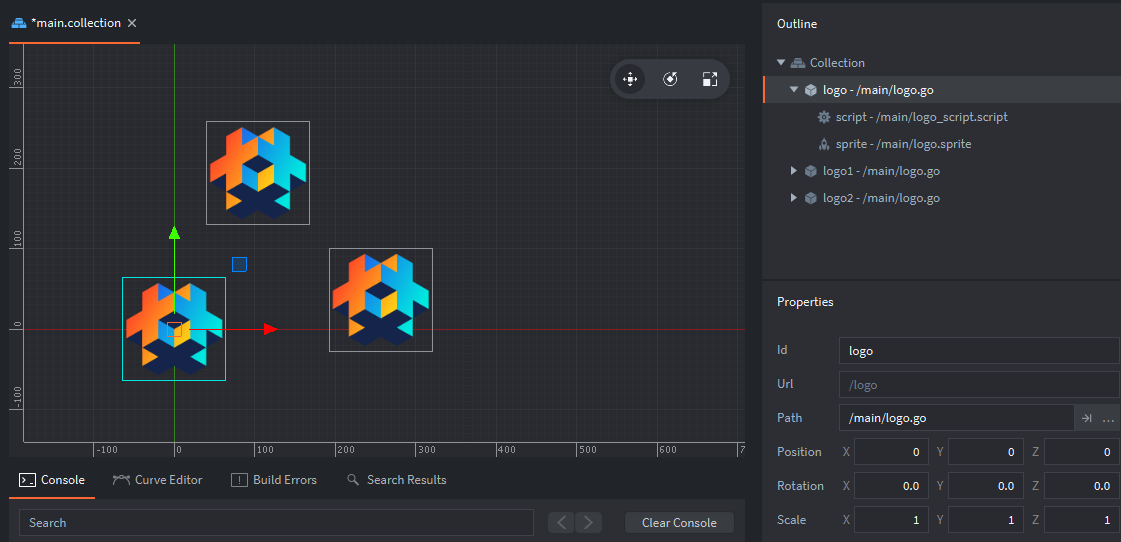 *main.collection
Outline
Collection
logo - /main/logo.go
script - /main/logo_script.script
sprite - /main/logo.sprite
logo1 - /main/logo.go
logo2 - /main/logo.go
300
200
100
0
-100
-100 0 100 200 300 400 500 600 7
Properties
Id logo
Url /logo
Path /main/logo.go ...
Position X 0 Y 0 Z 0
Rotation X 0.0 Y 0.0 Z 0.0
Scale X 1 Y 1 Z 1
Console Curve Editor Build Errors Search Results
Search Clear Console